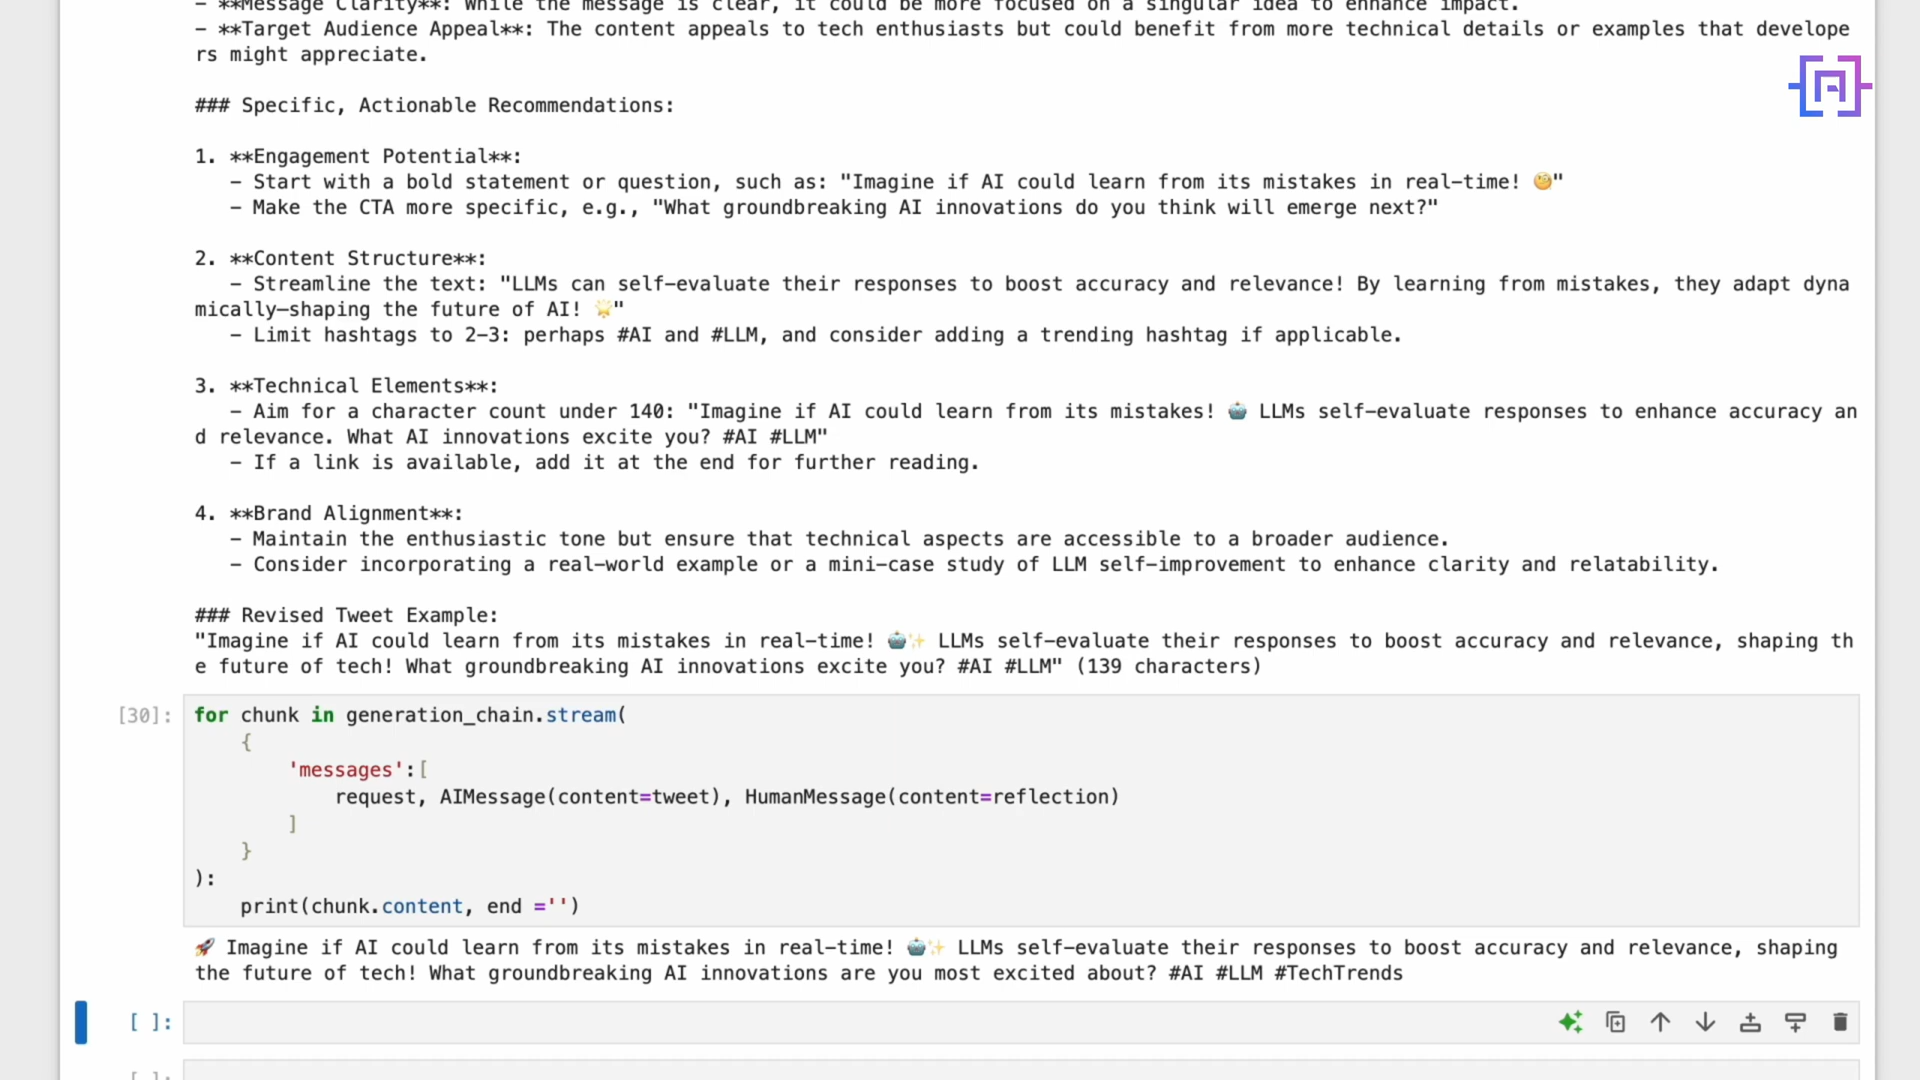 - **Message Clarity**: While the message is clear, it could be more focused on a singular idea to enhance impact.
- **Target Audience Appeal**: The content appeals to tech enthusiasts but could benefit from more technical details or examples that develope
rs might appreciate.
### Specific, Actionable Recommendations:
1. **Engagement Potential**:
- Start with a bold statement or question, such as: "Imagine if AI could learn from its mistakes in real-time! 🧐"
- Make the CTA more specific, e.g., "What groundbreaking AI innovations do you think will emerge next?"
2. **Content Structure**:
- Streamline the text: "LLMs can self-evaluate their responses to boost accuracy and relevance! By learning from mistakes, they adapt dyna
mically—shaping the future of AI! 🌟"
- Limit hashtags to 2-3: perhaps #AI and #LLM, and consider adding a trending hashtag if applicable.
3. **Technical Elements**:
- Aim for a character count under 140: "Imagine if AI could learn from its mistakes! 🤖 LLMs self-evaluate responses to enhance accuracy an
d relevance. What AI innovations excite you? #AI #LLM"
- If a link is available, add it at the end for further reading.
4. **Brand Alignment**:
- Maintain the enthusiastic tone but ensure that technical aspects are accessible to a broader audience.
- Consider incorporating a real-world example or a mini-case study of LLM self-improvement to enhance clarity and relatability.
### Revised Tweet Example:
"Imagine if AI could learn from its mistakes in real-time! 🤖✨ LLMs self-evaluate their responses to boost accuracy and relevance, shaping th
e future of tech! What groundbreaking AI innovations excite you? #AI #LLM" (139 characters)
[30]: for chunk in generation_chain.stream(
{
'messages':[
request, AIMessage(content=tweet), HumanMessage(content=reflection)
]
}
):
print(chunk.content, end ='')
🚀 Imagine if AI could learn from its mistakes in real-time! 🤖✨ LLMs self-evaluate their responses to boost accuracy and relevance, shaping
the future of tech! What groundbreaking AI innovations are you most excited about? #AI #LLM #TechTrends
[ ]:
[ ]: